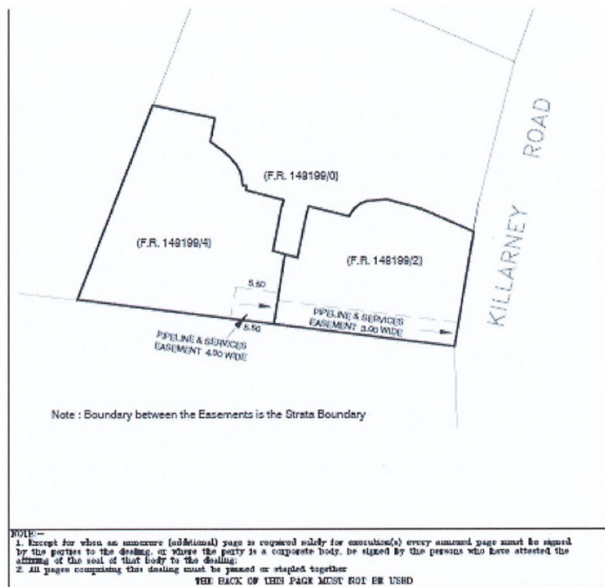 KILLARNEY ROAD
(F.R. 149199/0)
(F.R. 149199/4)
(F.R. 149199/2)
5.50
PIPELINE & SERVICES
EASEMENT 3.00 WIDE
5.50
PIPELINE & SERVICES
EASEMENT 4.00 WIDE
Note : Boundary between the Easements is the Strata Boundary
NOTE:—
1. Except for when an annexure (additional) page is required solely for execution(s) every annexed page must be signed
by the parties to the dealing, or where the party is a corporate body, be signed by the persons who have attested the
affixing of the seal of that body to the dealing.
2. All pages comprising this dealing must be pinned or stapled together
THE BACK OF THIS PAGE MUST NOT BE USED